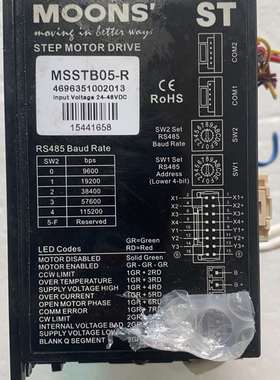 MOONS'
ST
moving in better ways
STEP MOTOR DRIVE
MSSTB05-R
4696351002013
Input Voltage 24-48VDC
15441658
CE
RoHS
COM2
COM1
SW2 Set
RS485
Baud Rate
SW2
SW1 Set
RS485
Address
(Lower 4-bit)
SW1
RS485 Baud Rate
SW2 bps
0 9600
1 19200
2 38400
3 57600
4 115200
5-F Reserved
X1+ X1-
X2+ X2-
X3+ X3-
X4+ X4-
Y1+ Y1-
Y2+ Y2-
Y3+ Y3-
LED Codes
GR=Green
RD=Red
MOTOR DISABLED Solid Green
MOTOR ENABLED GR - GR - GR
CCW LIMIT 1GR + 2RD
OVER TEMPERATURE 1GR + 3RD
SUPPLY VOLTAGE HIGH 1GR + 4RD
OVER CURRENT 1GR + 5RD
OPEN MOTOR PHASE 1GR + 6RD
COMM ERROR 1GR + 7RD
CW LIMIT
INTERNAL VOLTAGE BAD
SUPPLY VOLTAGE LOW
BLANK Q SEGMENT